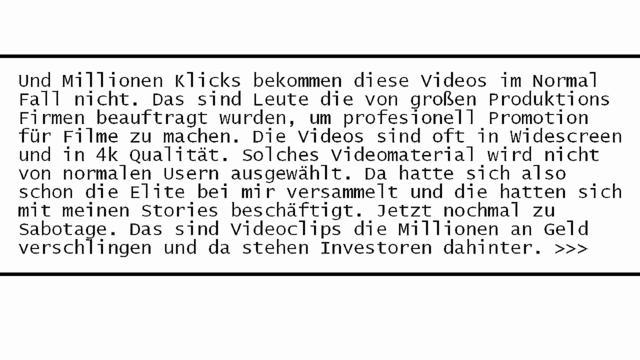 Und Millionen Klicks bekommen diese Videos im Normal
Fall nicht. Das sind Leute die von großen Produktions
Firmen beauftragt wurden, um profesionell Promotion
für Filme zu machen. Die Videos sind oft in Widescreen
und in 4k Qualität. Solches Videomaterial wird nicht
von normalen Usern ausgewählt. Da hatte sich also
schon die Elite bei mir versammelt und die hatten sich
mit meinen Stories beschäftigt. Jetzt nochmal zu
Sabotage. Das sind Videoclips die Millionen an Geld
verschlingen und da stehen Investoren dahinter. >>>